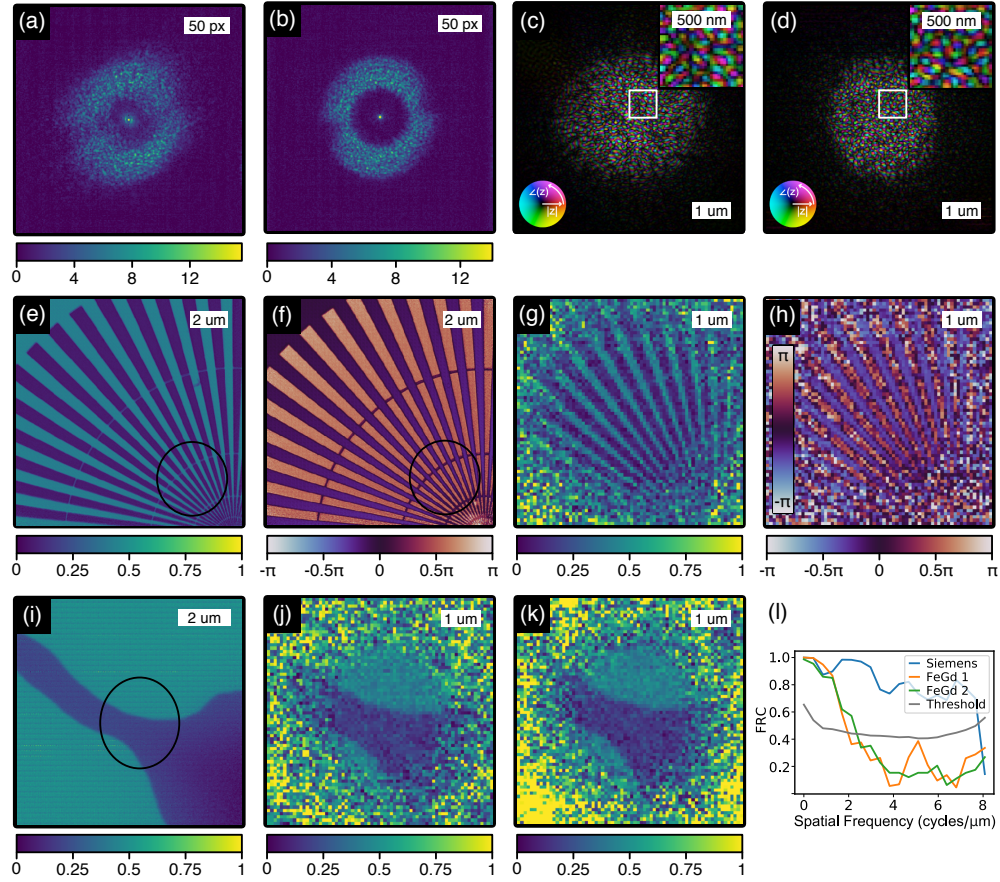 (a) 50 px
(b) 50 px
(c) 500 nm
∠(z)
|z|
1 um
(d) 500 nm
∠(z)
|z|
1 um
0 4 8 12
0 4 8 12
(e) 2 um
(f) 2 um
(g) 1 um
(h) 1 um
π
-π
0 0.25 0.5 0.75 1
-π -0.5π 0 0.5π π
0 0.25 0.5 0.75 1
-π -0.5π 0 0.5π π
(i) 2 um
(j) 1 um
(k) 1 um
(l)
1.0
0.8
0.6
0.4
0.2
FRC
Siemens
FeGd 1
FeGd 2
Threshold
0 2 4 6 8
Spatial Frequency (cycles/μm)
0 0.25 0.5 0.75 1
0 0.25 0.5 0.75 1
0 0.25 0.5 0.75 1